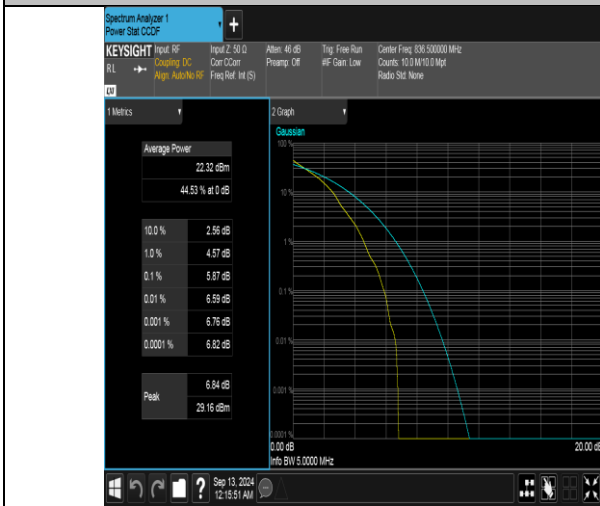 Spectrum Analyzer 1
Power Stat CCDF
+
KEYSIGHT
RL
LXI
Input: RF
Coupling: DC
Align: Auto/No RF
Input Z: 50 Ω
Corr CCorr
Freq Ref: Int (S)
Atten: 46 dB
Preamp: Off
Trig: Free Run
#IF Gain: Low
Center Freq: 836.500000 MHz
Counts: 10.0 M/10.0 Mpt
Radio Std: None
1 Metrics
Average Power
22.32 dBm
44.53 % at 0 dB
10.0 % 2.56 dB
1.0 % 4.57 dB
0.1 % 5.87 dB
0.01 % 6.59 dB
0.001 % 6.76 dB
0.0001 % 6.82 dB
Peak 6.84 dB
29.16 dBm
2 Graph
Gaussian
100 %
10 %
1 %
0.1 %
0.01 %
0.001 %
0.0001 %
0.00 dB 20.00 dB
Info BW 5.0000 MHz
?
Sep 13, 2024
12:15:51 AM